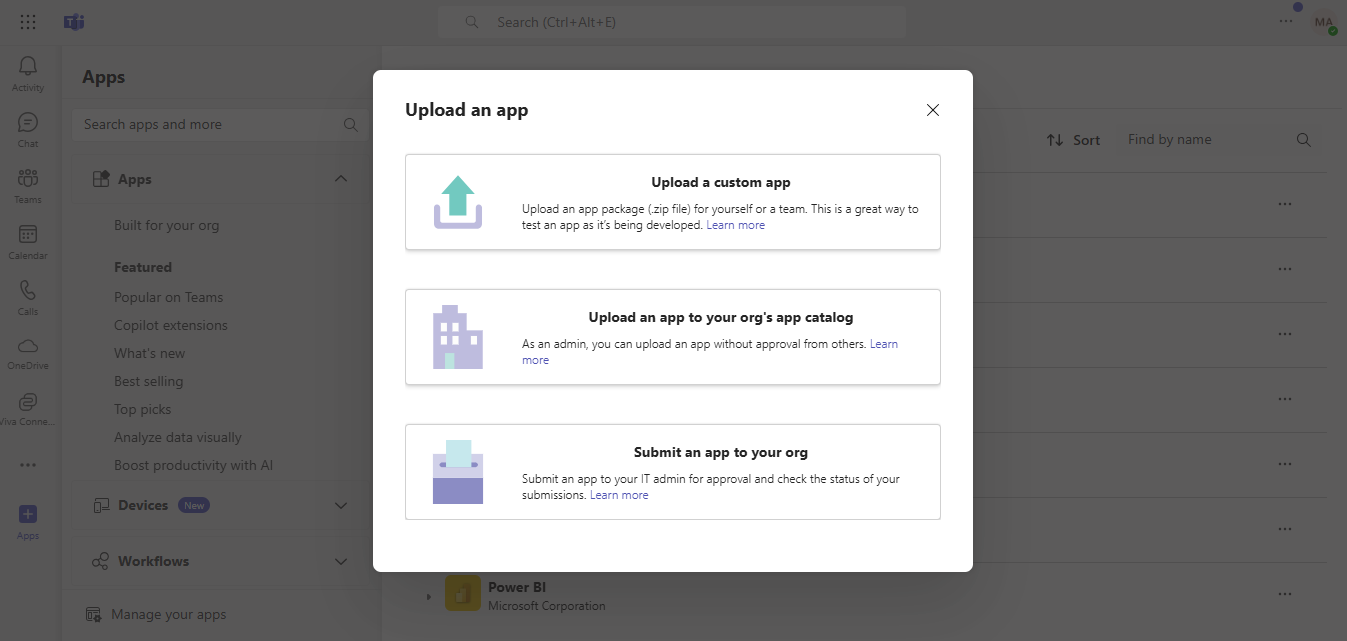 Search (Ctrl+Alt+E)
MA
Activity
Chat
Teams
Calendar
Calls
OneDrive
Viva Conne...
Apps
Apps
Search apps and more
Apps
Built for your org
Featured
Popular on Teams
Copilot extensions
What's new
Best selling
Top picks
Analyze data visually
Boost productivity with AI
Devices New
Workflows
Manage your apps
Sort
Find by name
Upload an app
Upload a custom app
Upload an app package (.zip file) for yourself or a team. This is a great way to
test an app as it's being developed. Learn more
Upload an app to your org's app catalog
As an admin, you can upload an app without approval from others. Learn
more
Submit an app to your org
Submit an app to your IT admin for approval and check the status of your
submissions. Learn more
Power BI
Microsoft Corporation